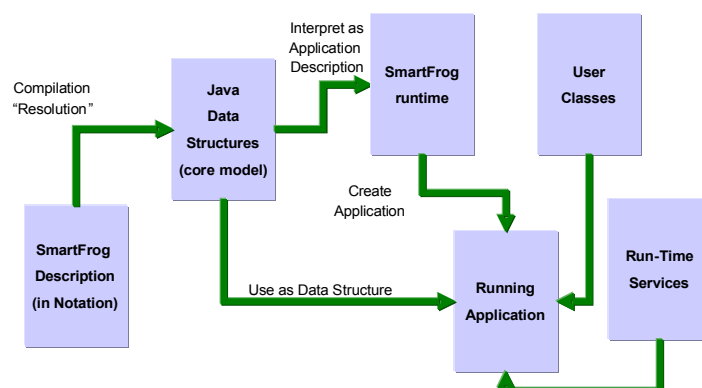 Interpret as
Application
Description
Compilation
“Resolution”
Java
Data
Structures
(core model)
SmartFrog
runtime
User
Classes
Create
Application
SmartFrog
Description
(in Notation)
Use as Data Structure
Running
Application
Run-Time
Services